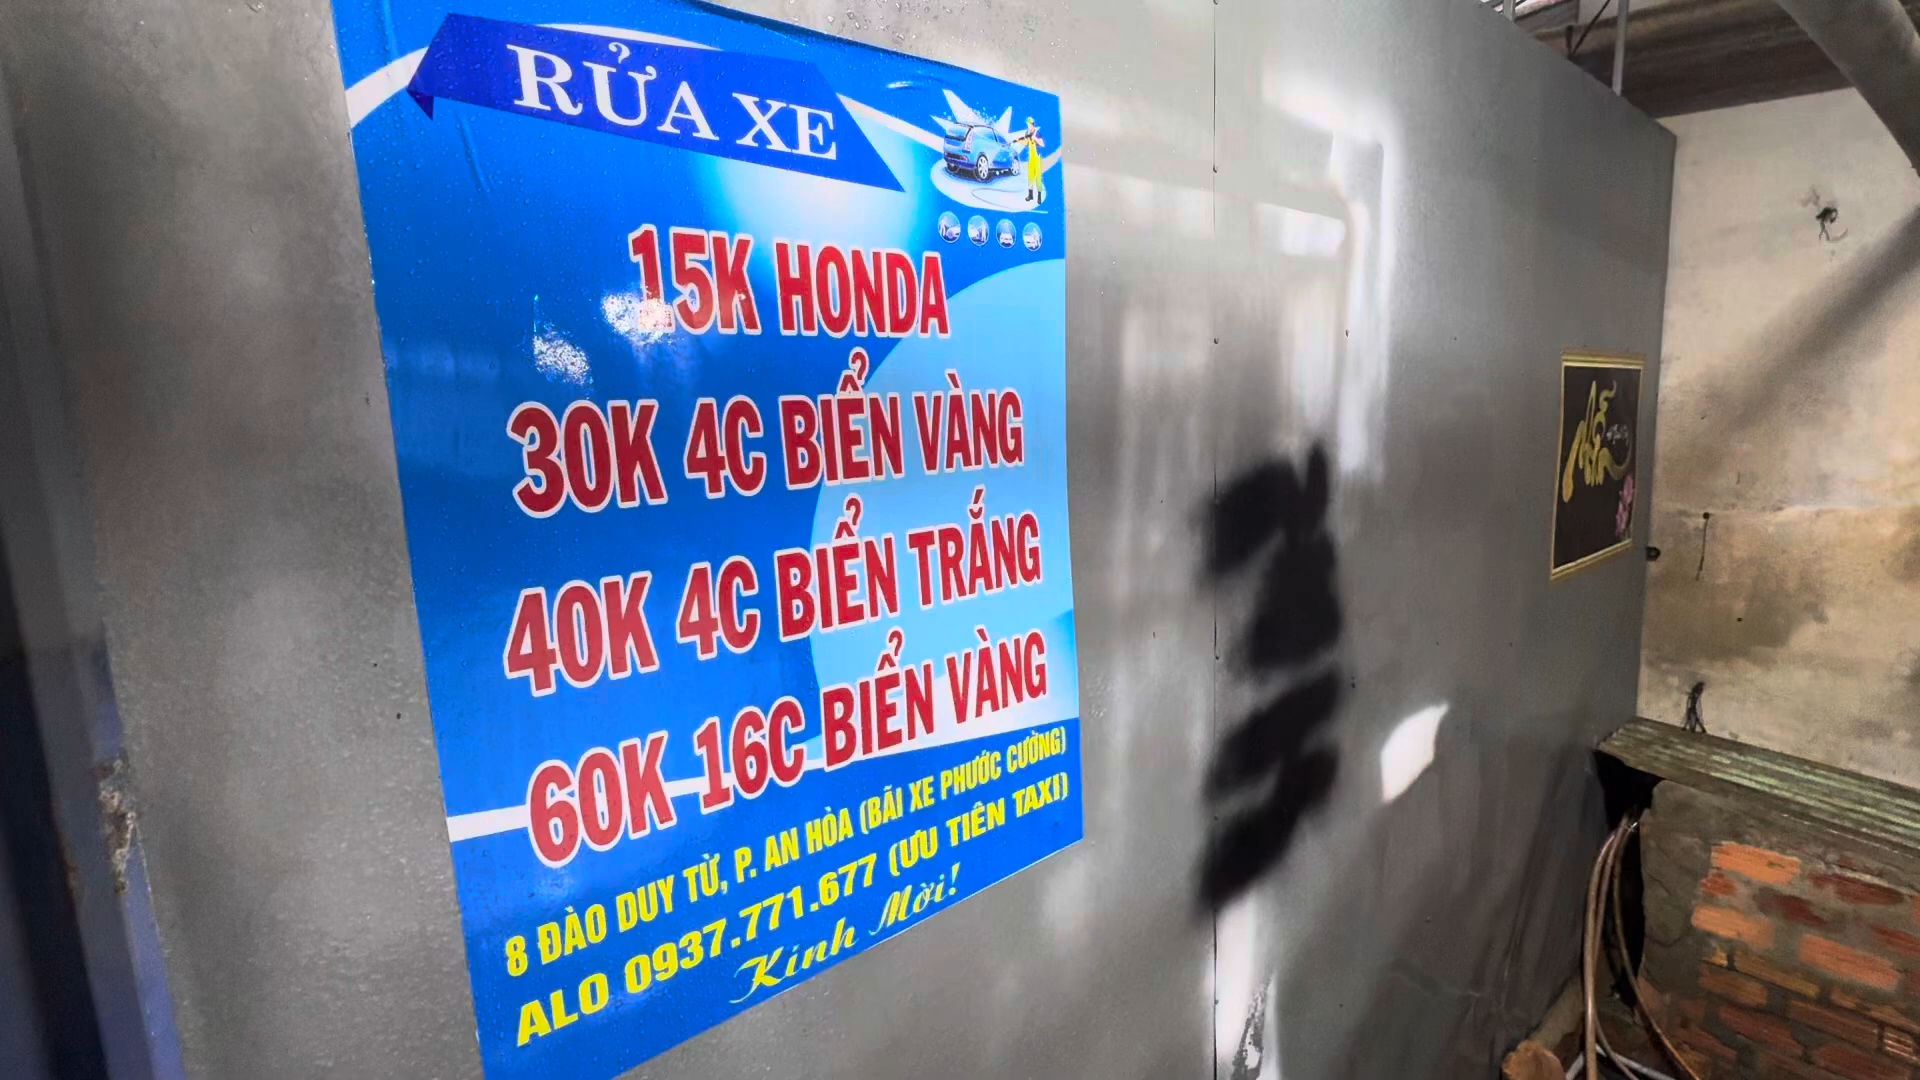 RỬA XE
15K HONDA
30K 4C BIỂN VÀNG
40K 4C BIỂN TRẮNG
60K 16C BIỂN VÀNG
8 ĐÀO DUY TỪ, P. AN HÒA (BÃI XE PHƯỚC CƯỜNG)
ALO 0937.771.677 (ƯU TIÊN TAXI)
Kính Mời!